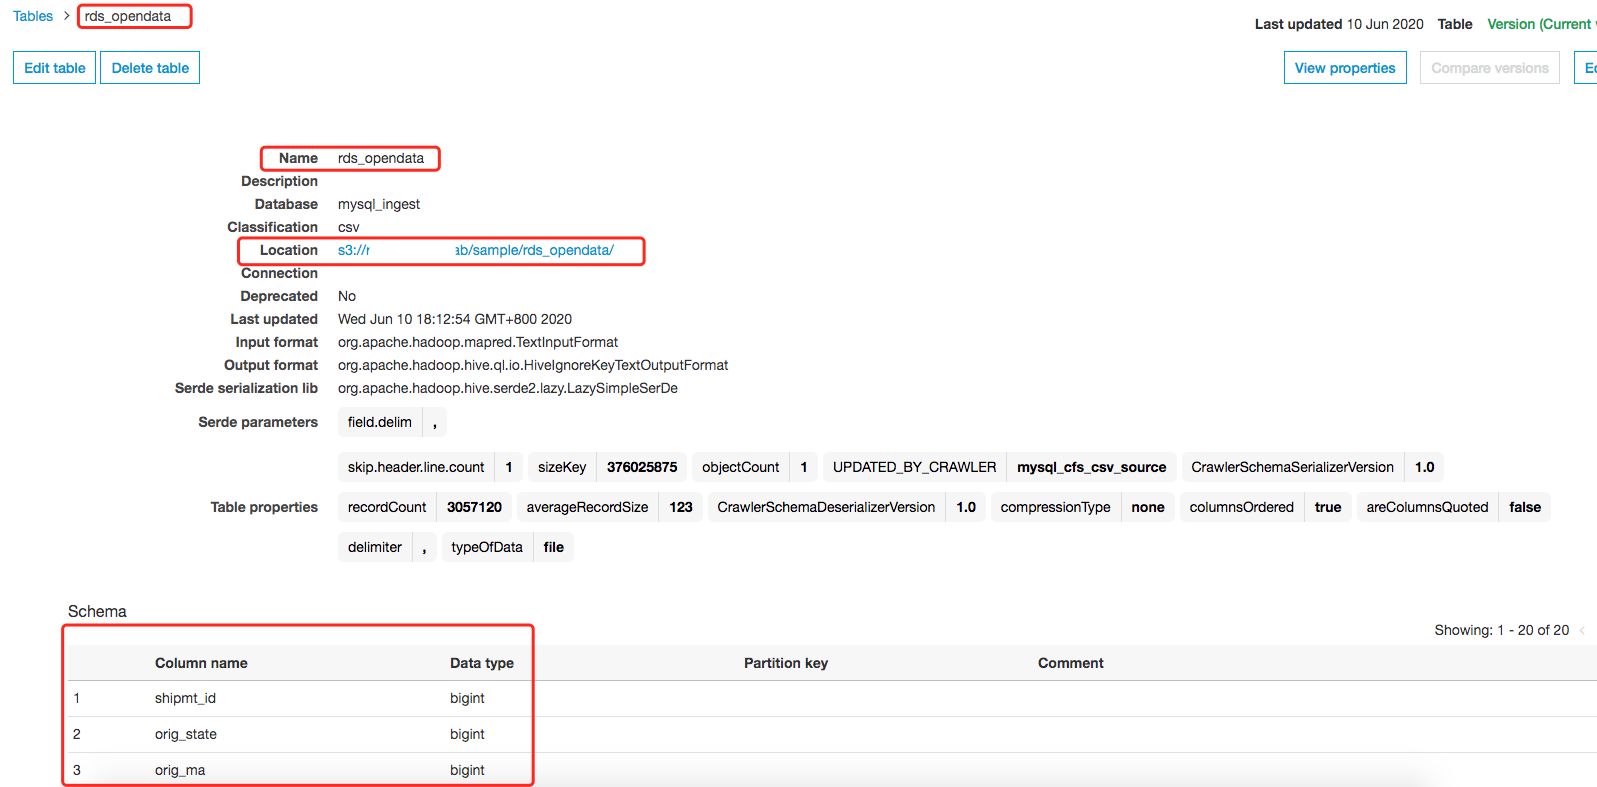 Tables > rds_opendata
Last updated 10 Jun 2020 Table Version (Current
Edit table Delete table View properties Compare versions
Name rds_opendata
Description
Database mysql_ingest
Classification csv
Location s3://r ab/sample/rds_opendata/
Connection
Deprecated No
Last updated Wed Jun 10 18:12:54 GMT+800 2020
Input format org.apache.hadoop.mapred.TextInputFormat
Output format org.apache.hadoop.hive.ql.io.HiveIgnoreKeyTextOutputFormat
Serde serialization lib org.apache.hadoop.hive.serde2.lazy.LazySimpleSerDe
Serde parameters field.delim ,
skip.header.line.count 1 sizeKey 376025875 objectCount 1 UPDATED_BY_CRAWLER mysql_cfs_csv_source CrawlerSchemaSerializerVersion 1.0
Table properties recordCount 3057120 averageRecordSize 123 CrawlerSchemaDeserializerVersion 1.0 compressionType none columnsOrdered true areColumnsQuoted false
delimiter , typeOfData file
Schema
Showing: 1 - 20 of 20 <
Column name Data type Partition key Comment
1 shipmt_id bigint
2 orig_state bigint
3 orig_ma bigint